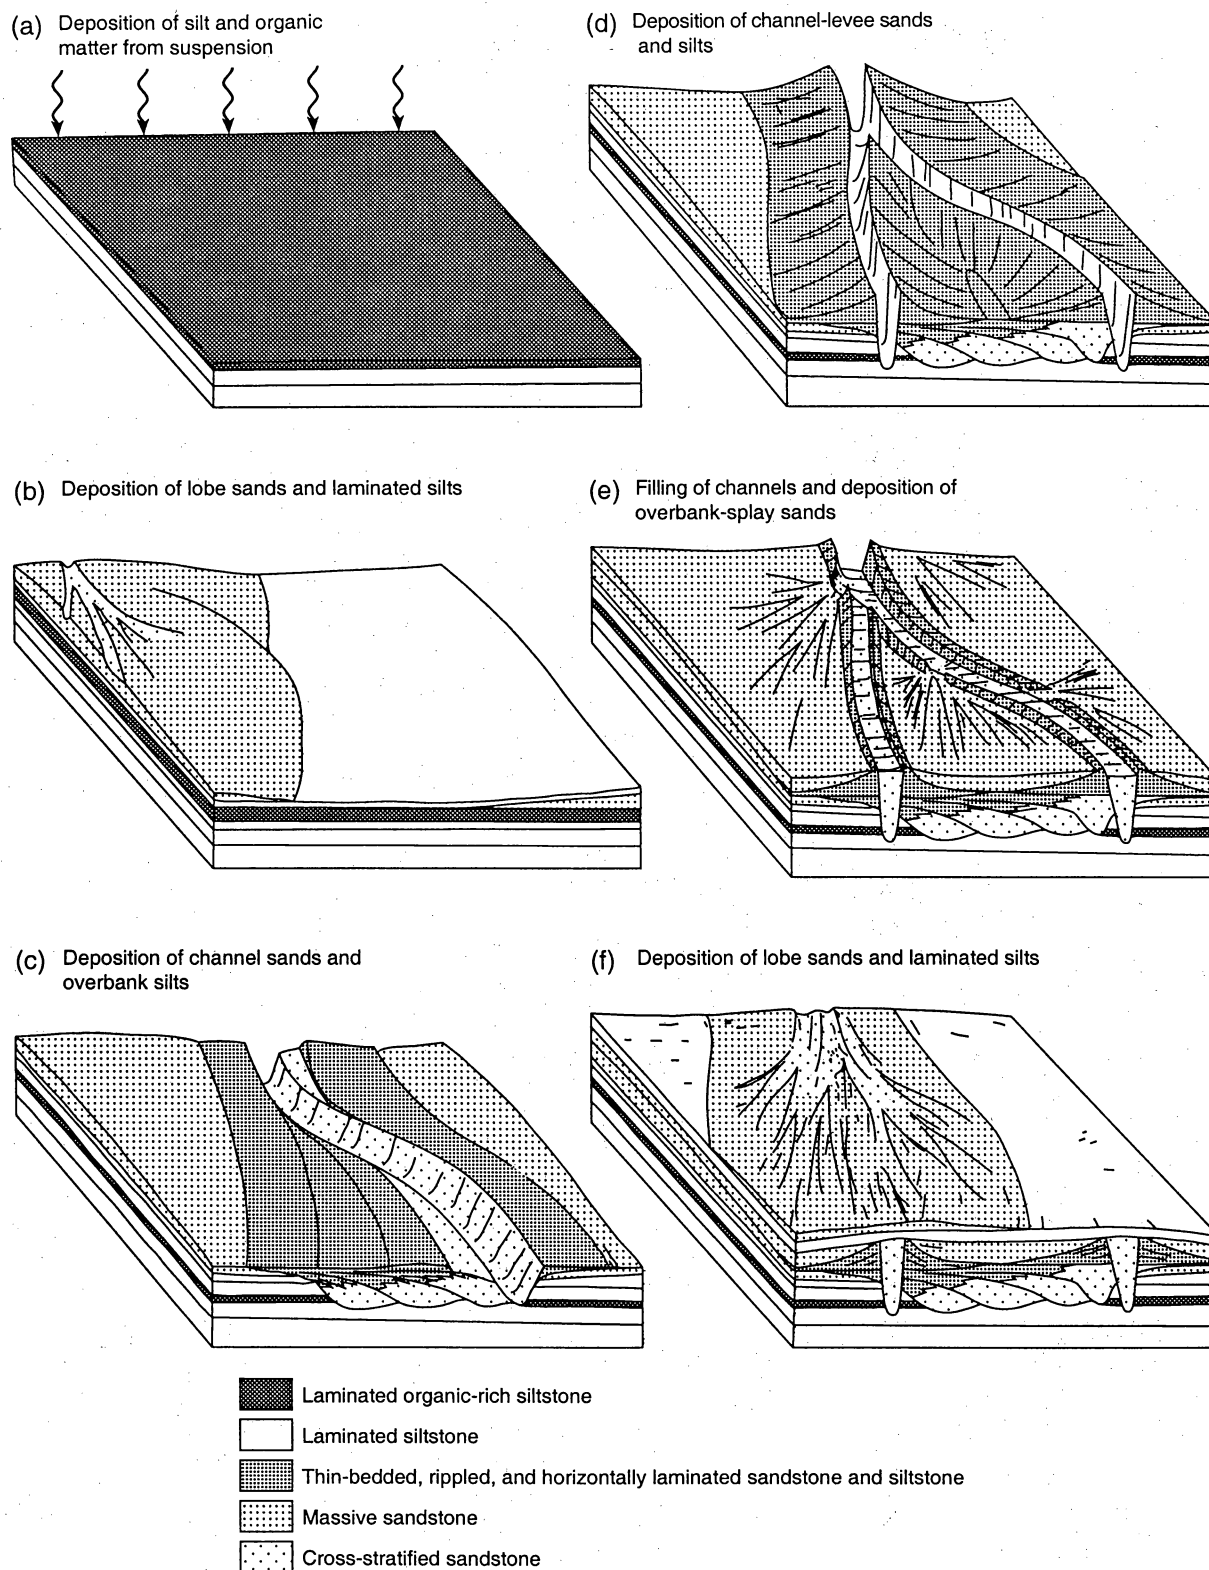 (a) Deposition of silt and organic
matter from suspension
(b) Deposition of lobe sands and laminated silts
(c) Deposition of channel sands and
overbank silts
(d) Deposition of channel-levee sands
and silts
(e) Filling of channels and deposition of
overbank-splay sands
(f) Deposition of lobe sands and laminated silts
Laminated organic-rich siltstone
Laminated siltstone
Thin-bedded, rippled, and horizontally laminated sandstone and siltstone
Massive sandstone
Cross-stratified sandstone